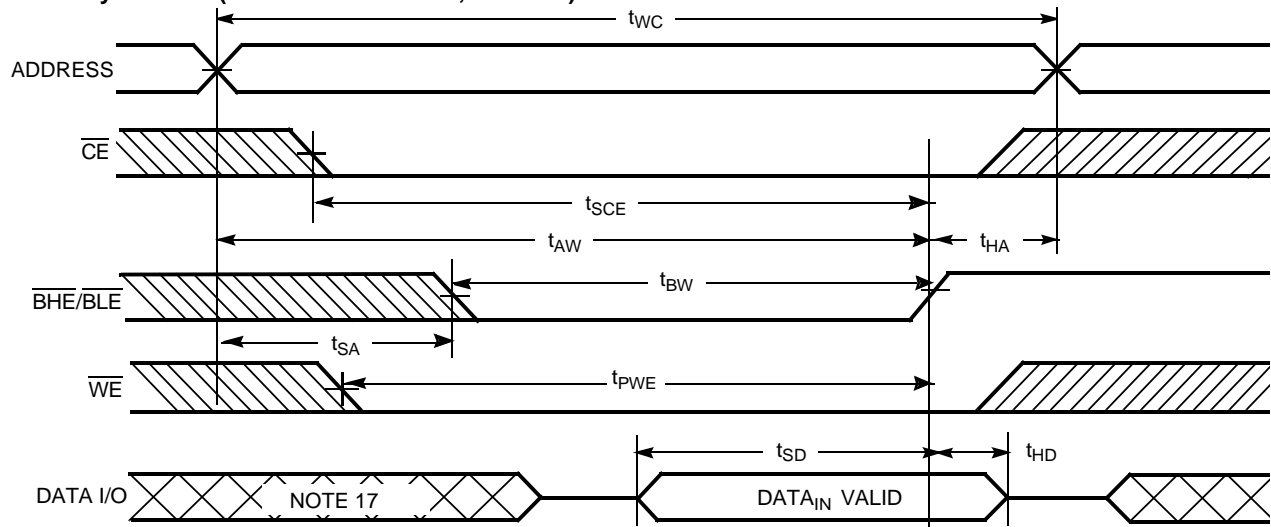 tWC
ADDRESS
CE
tSCE
tAW
tHA
BHE/BLE
tBW
tSA
WE
tPWE
tSD
tHD
DATA I/O
NOTE 17
DATAIN VALID